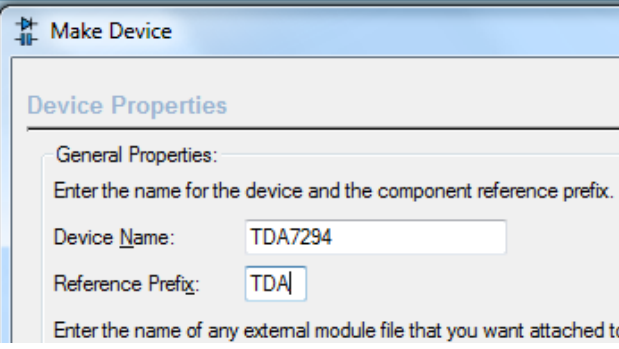 Make Device
Device Properties
General Properties:
Enter the name for the device and the component reference prefix.
Device Name: TDA7294
Reference Prefix: TDA
Enter the name of any external module file that you want attached to